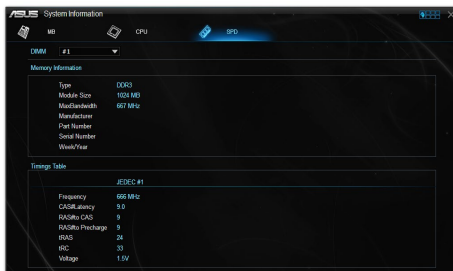 ASUS System Information
MB CPU SPD
DIMM #1
Memory Information
Type DDR3
Module Size 1024 MB
MaxBandwidth 667 MHz
Manufacturer
Part Number
Serial Number
Week/Year
Timings Table
JEDEC #1
Frequency 666 MHz
CAS#Latency 9.0
RAS#to CAS 9
RAS#to Precharge 9
tRAS 24
tRC 33
Voltage 1.5V